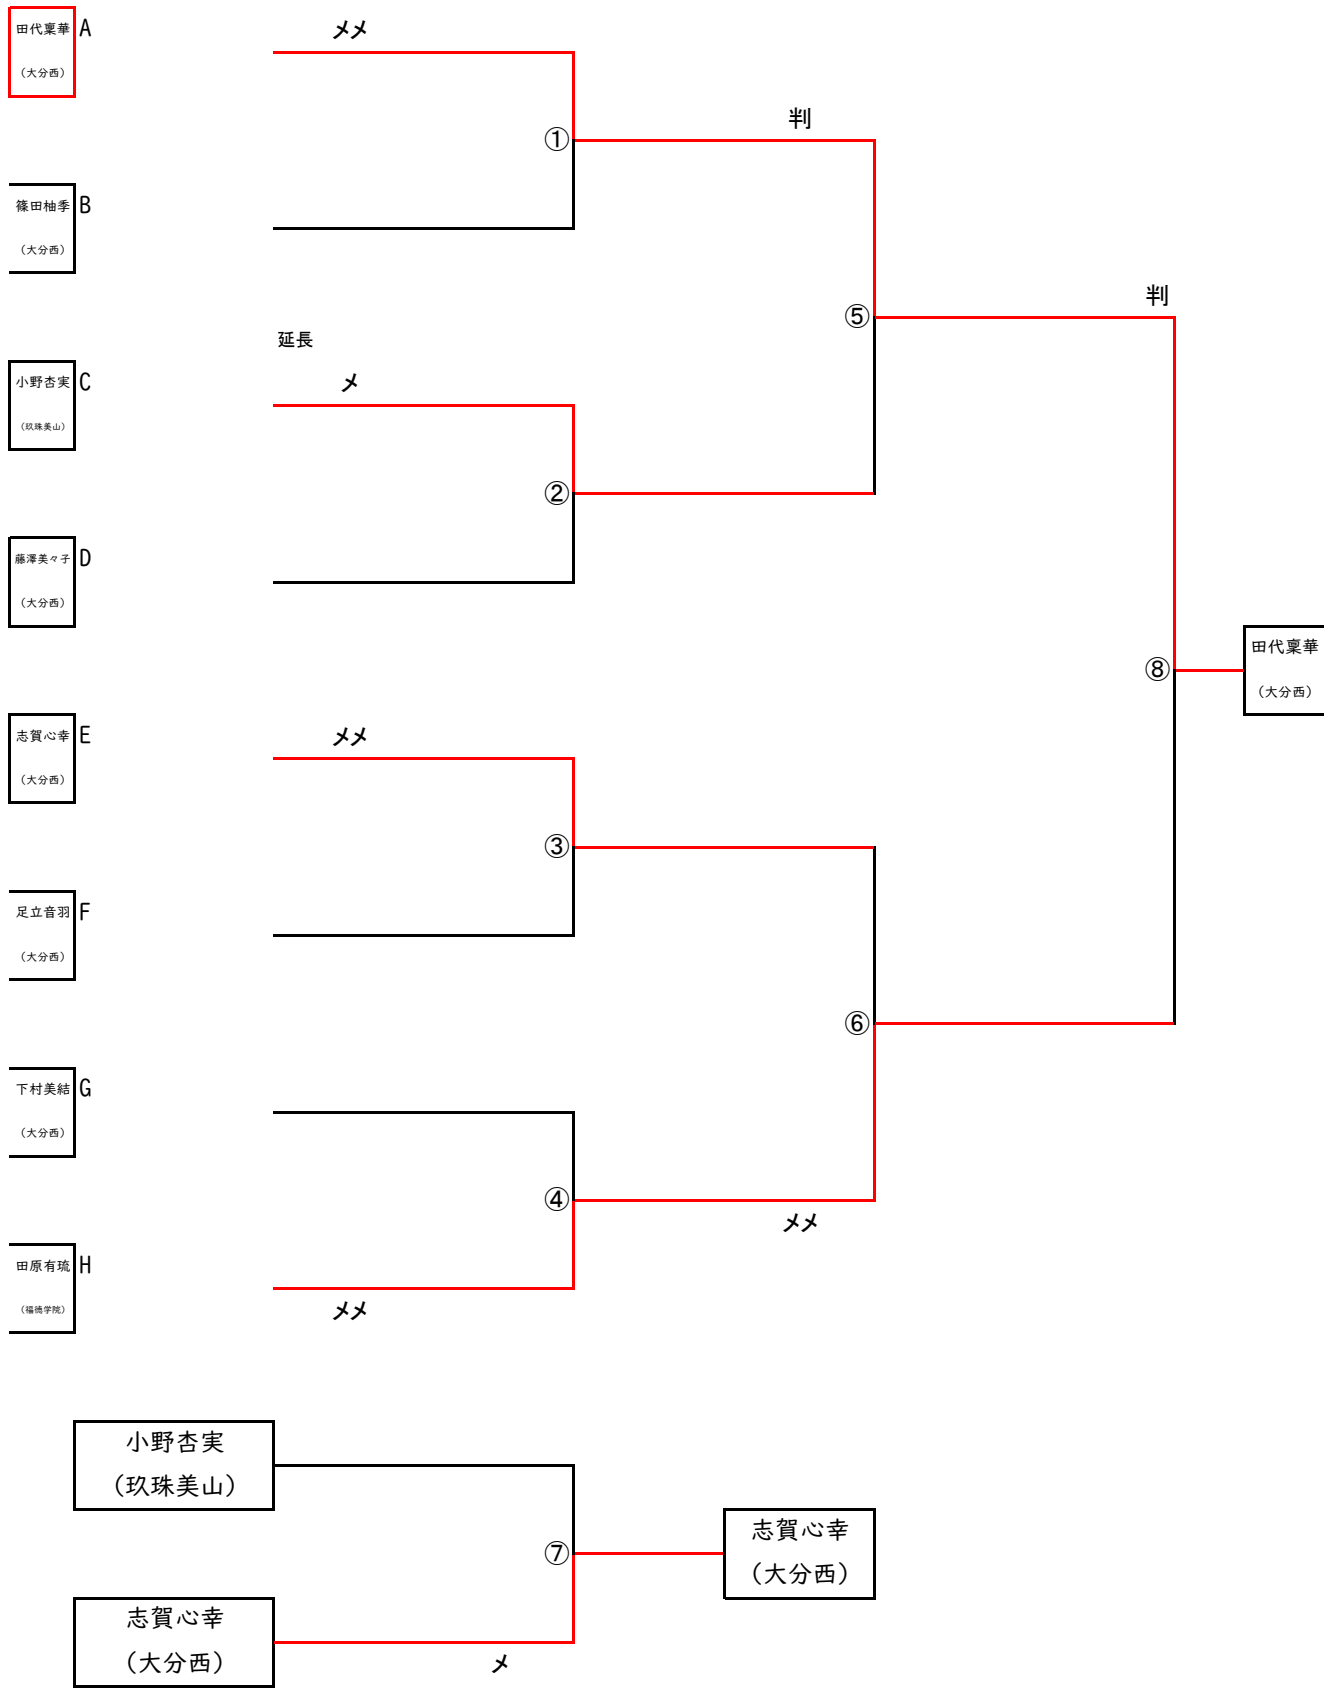 田代稟華 A
メメ
（大分西）
判
①
篠田柚季 B
（大分西）
判
⑤
延長
小野杏実 C
メ
（玖珠美山）
②
藤澤美々子 D
（大分西）
田代稟華
⑧
（大分西）
志賀心幸 E
メメ
（大分西）
③
足立音羽 F
（大分西）
⑥
下村美結 G
（大分西）
④
メメ
田原有琉 H
（福徳学院）
メメ
小野杏実
（玖珠美山）
志賀心幸
⑦
（大分西）
志賀心幸
（大分西）
メ